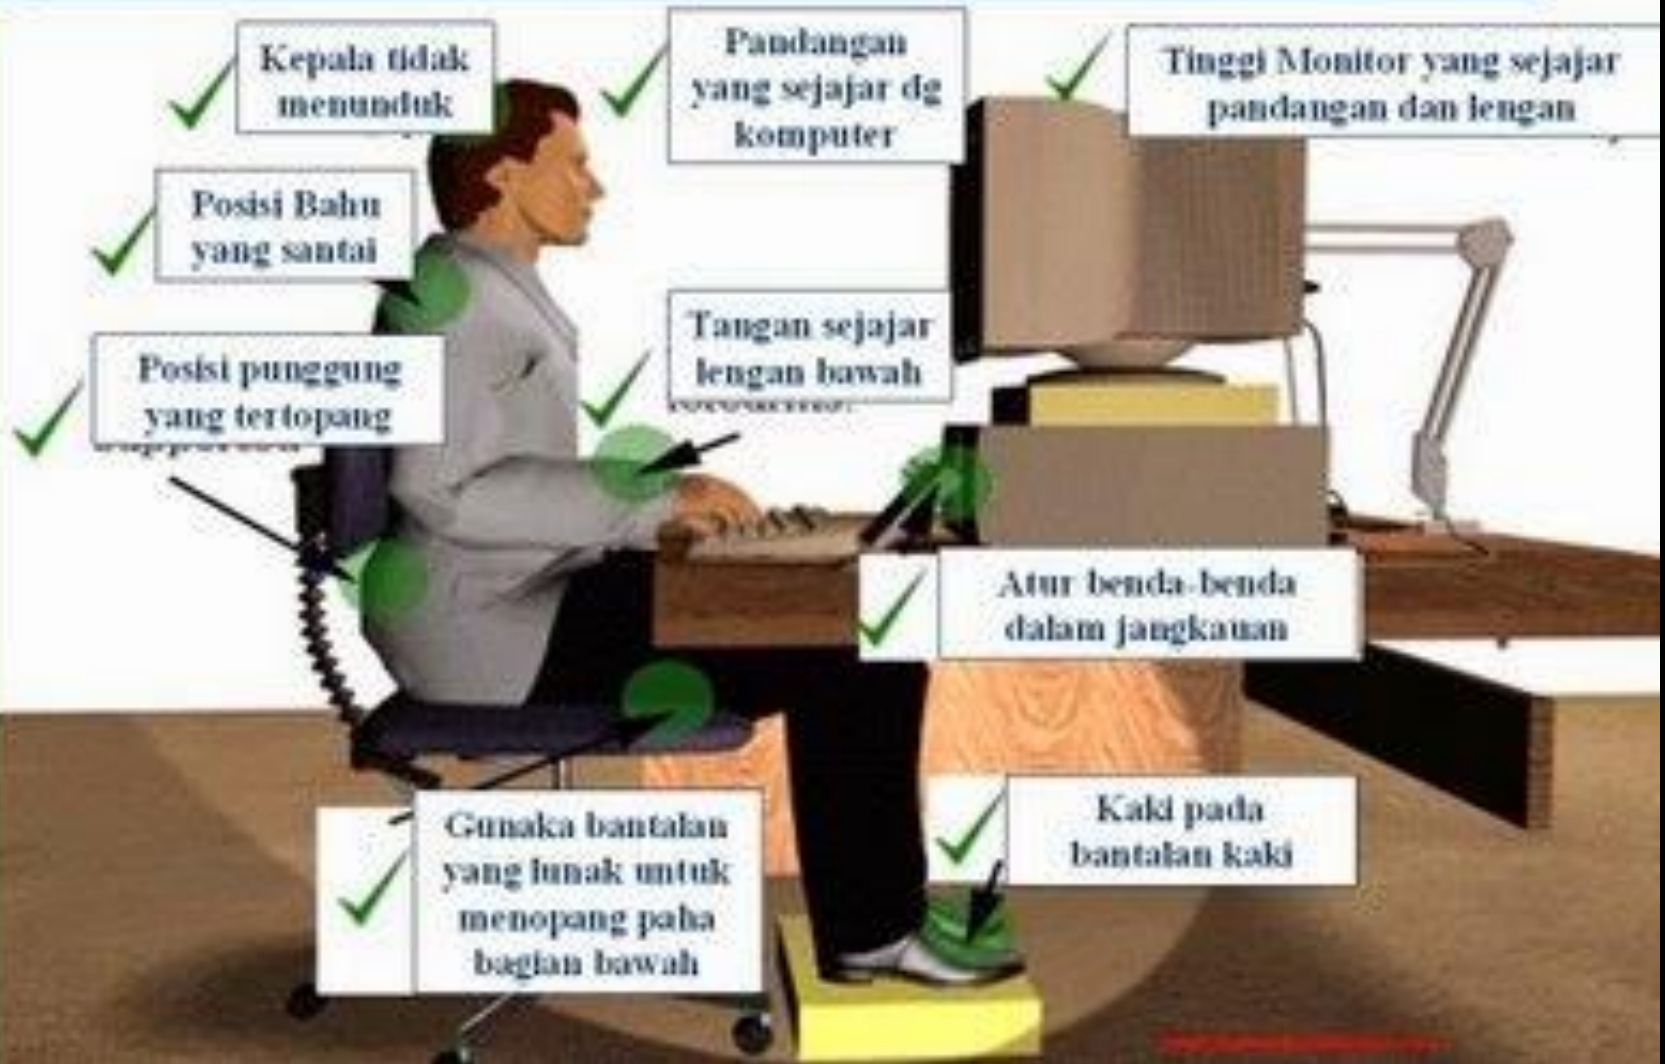 Kepala tidak
menunduk
Pandangan
yang sejajar dg
komputer
Tinggi Monitor yang sejajar
pandangan dan lengan
Posisi Bahu
yang santai
Tangan sejajar
lengan bawah
Posisi punggung
yang tertopang
Atur benda-benda
dalam jangkauan
Gunaka bantalan
yang lunak untuk
menopang paha
bagian bawah
Kaki pada
bantalan kaki